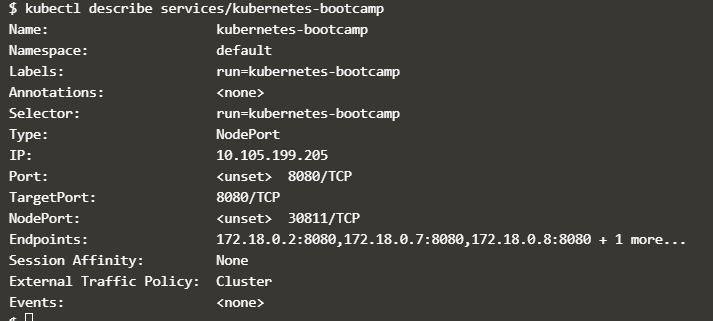 $ kubectl describe services/kubernetes-bootcamp
Name: kubernetes-bootcamp
Namespace: default
Labels: run=kubernetes-bootcamp
Annotations: <none>
Selector: run=kubernetes-bootcamp
Type: NodePort
IP: 10.105.199.205
Port: <unset> 8080/TCP
TargetPort: 8080/TCP
NodePort: <unset> 30811/TCP
Endpoints: 172.18.0.2:8080,172.18.0.7:8080,172.18.0.8:8080 + 1 more...
Session Affinity: None
External Traffic Policy: Cluster
Events: <none>
$